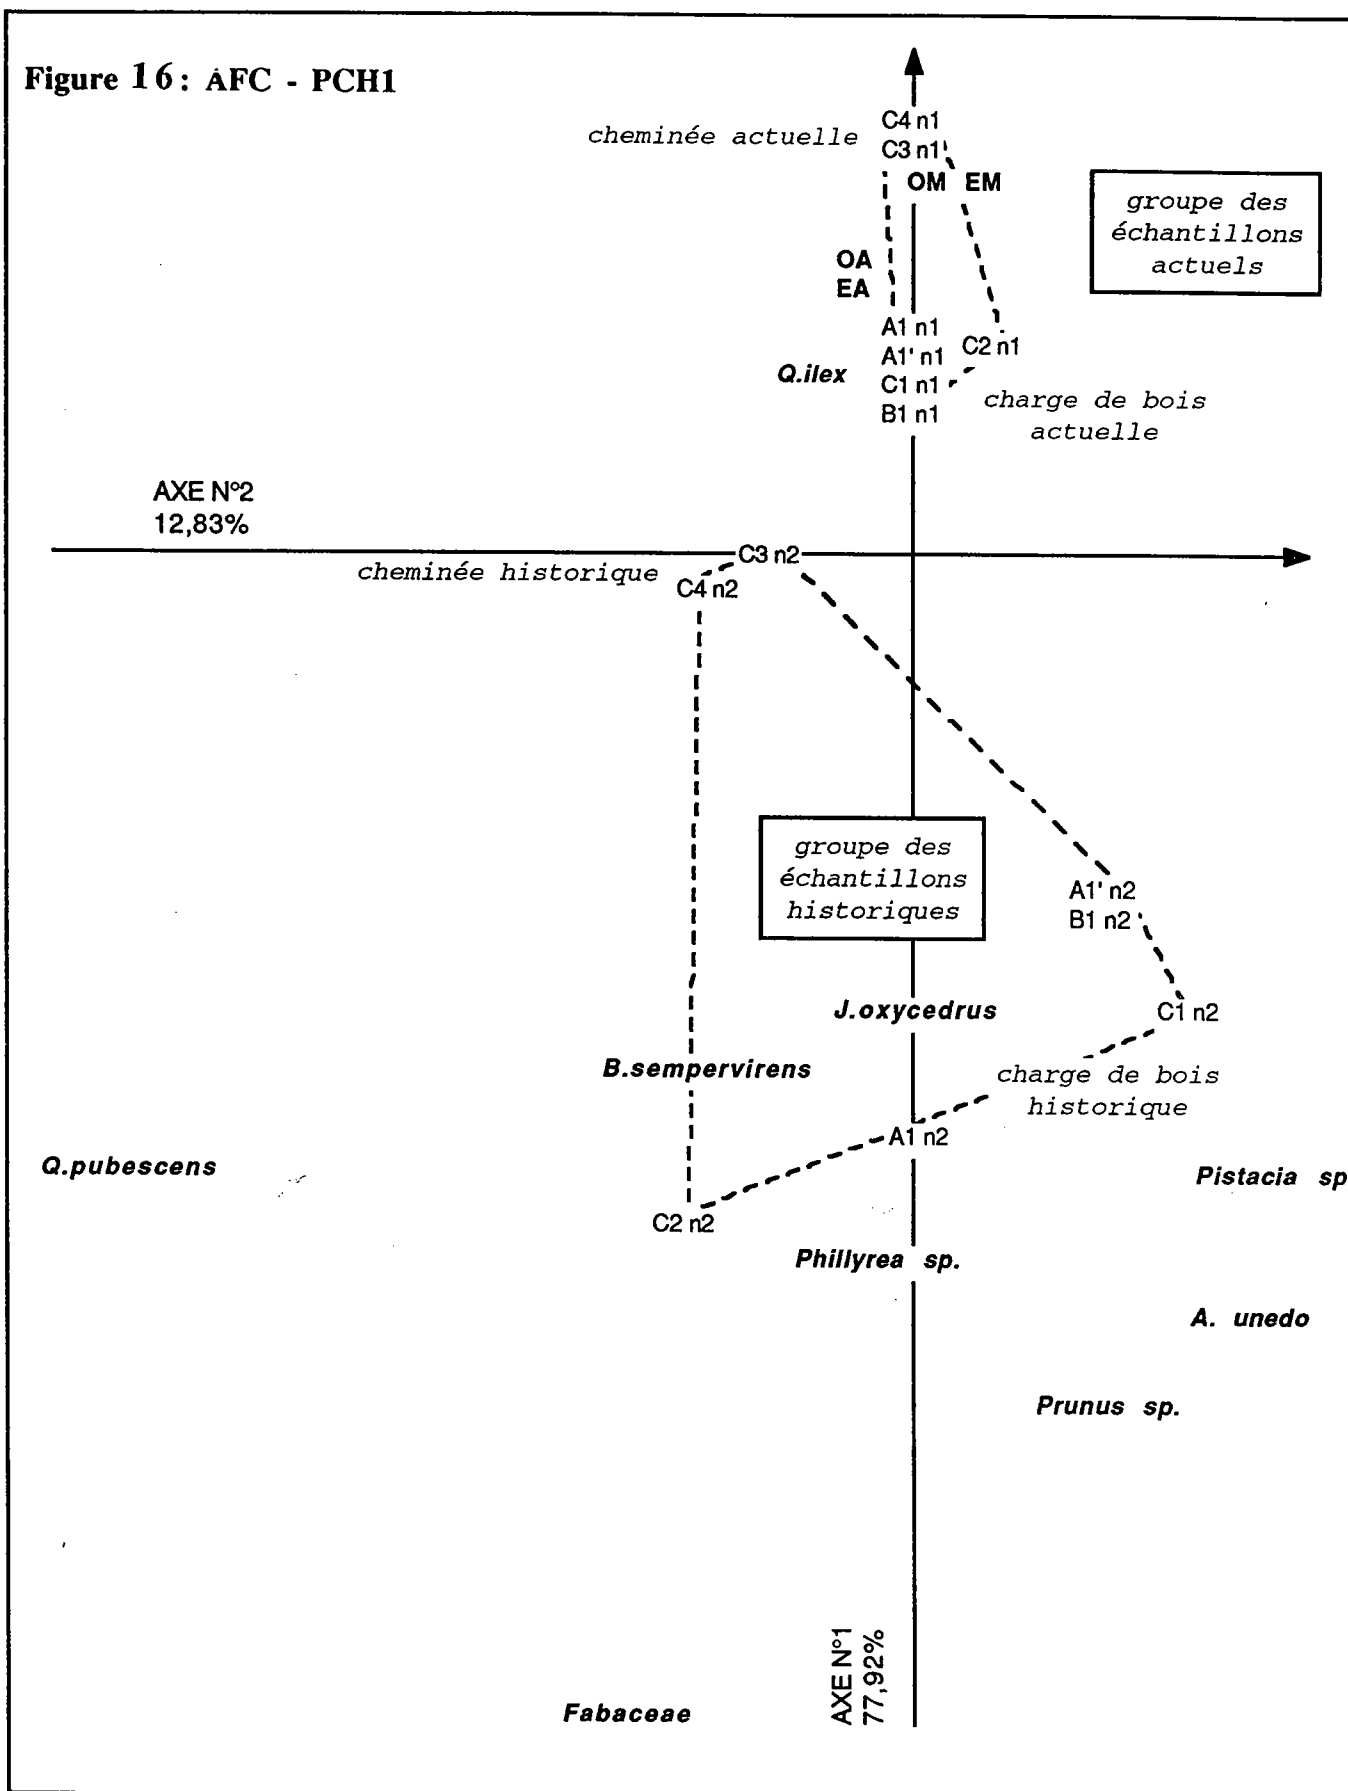 Figure 16: AFC - PCH1
C4 n1
cheminée actuelle
C3 n1
OM EM
groupe des
échantillons
actuels
OA
EA
A1 n1
A1' n1
C2 n1
Q.ilex
C1 n1
B1 n1
charge de bois
actuelle
AXE N°2
12,83%
C3 n2
cheminée historique
C4 n2
groupe des
échantillons
historiques
A1' n2
B1 n2
J.oxycedrus
C1 n2
B.sempervirens
charge de bois
historique
A1 n2
Q.pubescens
Pistacia sp
C2 n2
Phillyrea sp.
A. unedo
Prunus sp.
AXE N°1
77,92%
Fabaceae